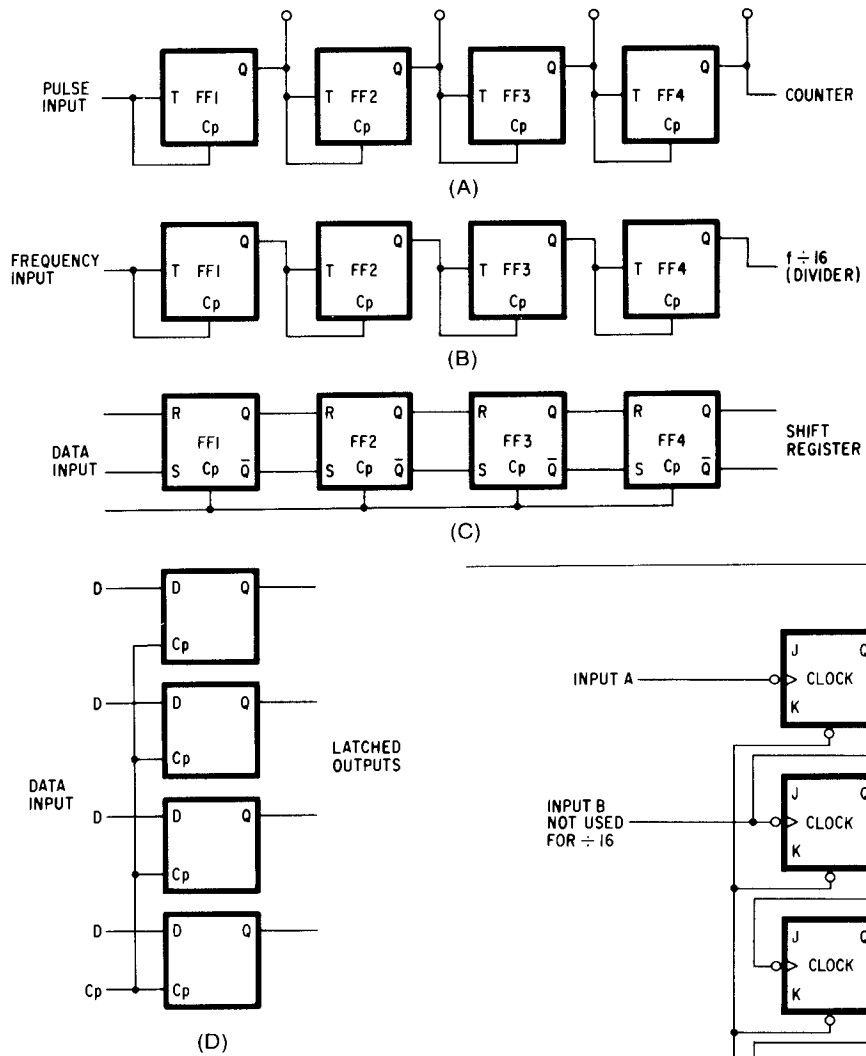 Q
Q
Q
Q
PULSE
INPUT
T FF1
T FF2
T FF3
T FF4
COUNTER
Cp
Cp
Cp
Cp
(A)
Q
Q
Q
Q
FREQUENCY
INPUT
T FF1
T FF2
T FF3
T FF4
f÷16
(DIVIDER)
Cp
Cp
Cp
Cp
(B)
R Q
R Q
R Q
R Q
FF1
FF2
FF3
FF4
DATA
INPUT
SHIFT
REGISTER
S Cp Q̅
S Cp Q̅
S Cp Q̅
S Cp Q̅
(C)
D
D Q
Cp
D
D Q
Cp
DATA
INPUT
LATCHED
OUTPUTS
D
D Q
Cp
D
D Q
Cp
Cp
(D)
J Q
INPUT A
CLOCK
K
J Q
INPUT B
NOT USED
FOR ÷16
CLOCK
K
J Q
CLOCK
K